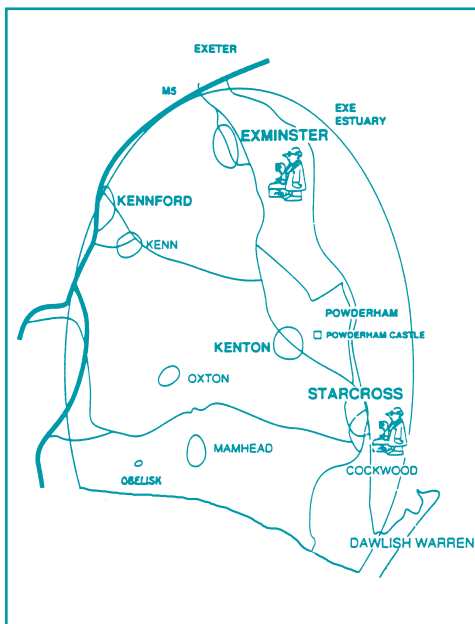 EXETER
M5
EXE
ESTUARY
EXMINSTER
KENNFORD
KENN
POWDERHAM
POWDERHAM CASTLE
KENTON
OXTON
STARCROSS
MAMHEAD
COCKWOOD
OBELISK
DAWLISH WARREN